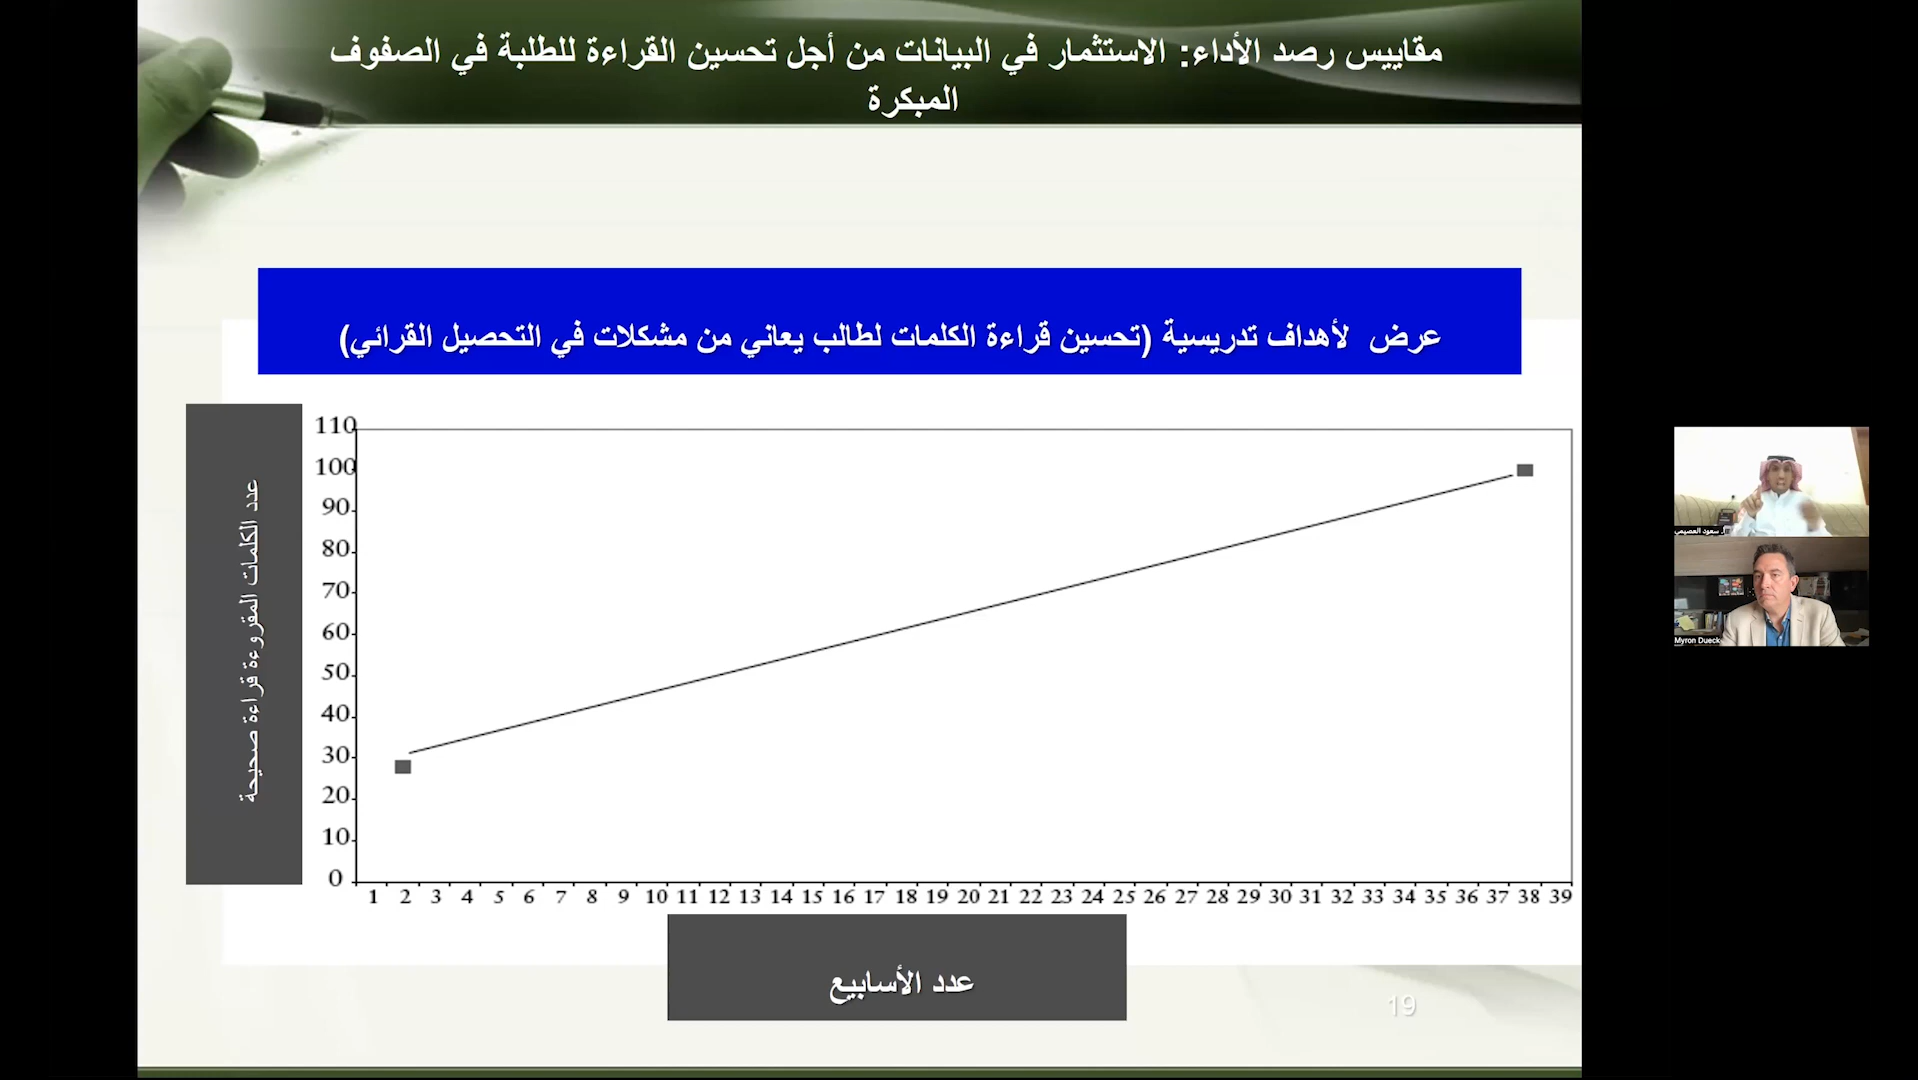 مقاييس رصد الأداء: الاستثمار في البيانات من أجل تحسين القراءة للطلبة في الصفوف
المبكرة
عرض لأهداف تدريسية (تحسين قراءة الكلمات لطالب يعاني من مشكلات في التحصيل القرائي)
عدد الكلمات المقروءة قراءة صحيحة
110
100
90
80
70
60
50
40
30
20
10
0
1 2 3 4 5 6 7 8 9 10 11 12 13 14 15 16 17 18 19 20 21 22 23 24 25 26 27 28 29 30 31 32 33 34 35 36 37 38 39
عدد الأسابيع
19
سعود العصيمي
Myron Dueck